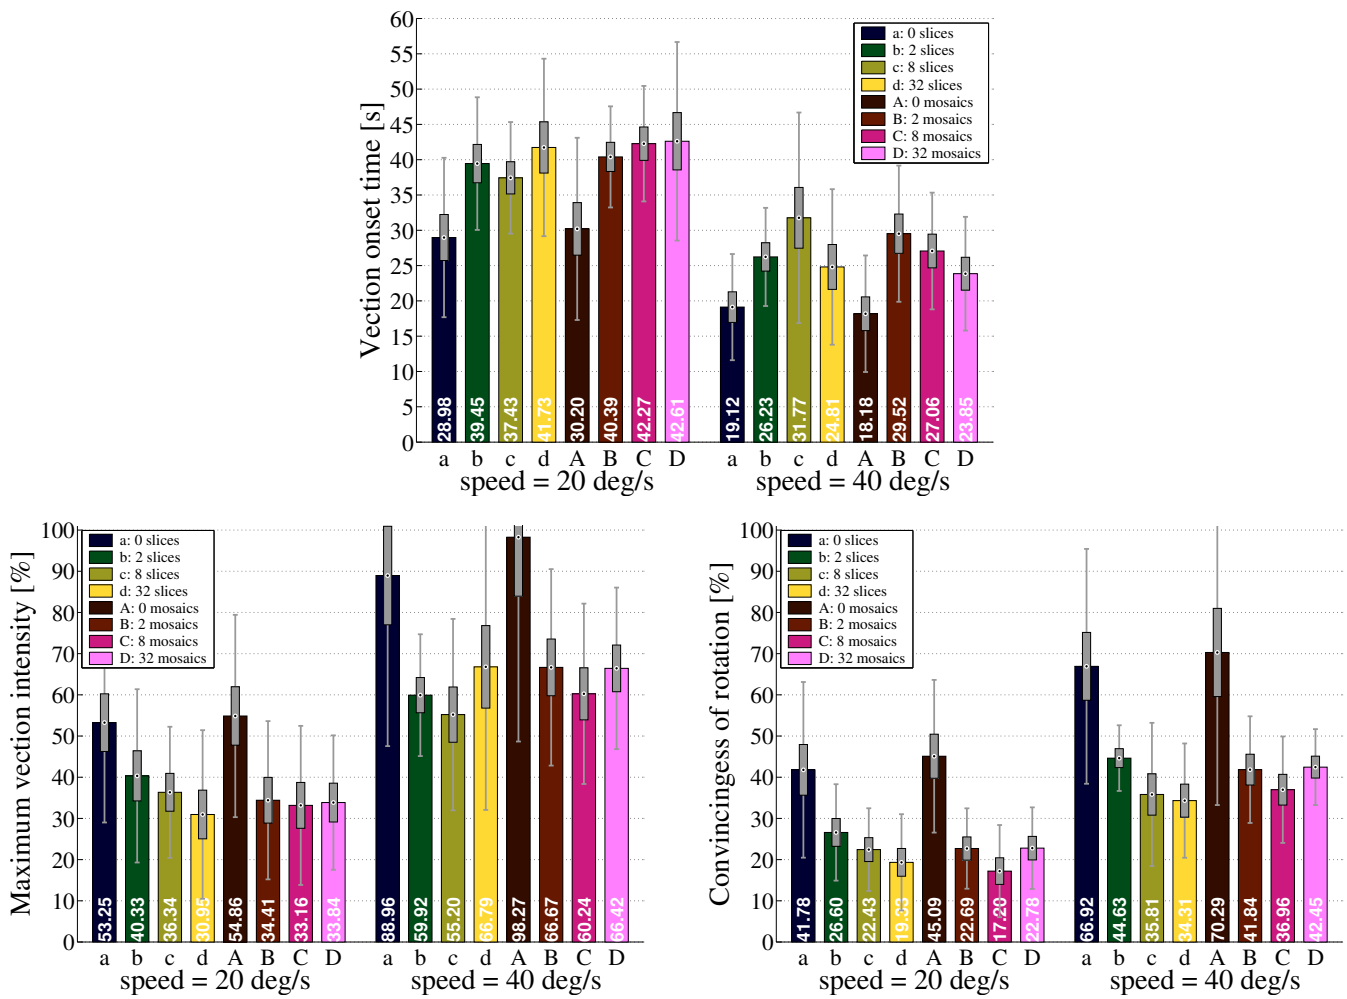 60
55
50
45
40
35
30
25
20
15
10
5
0
Vection onset time [s]
a: 0 slices
b: 2 slices
c: 8 slices
d: 32 slices
A: 0 mosaics
B: 2 mosaics
C: 8 mosaics
D: 32 mosaics
28.98 39.45 37.43 41.73 30.20 40.39 42.27 42.61 19.12 26.23 31.77 24.81 18.18 29.52 27.06 23.85
a b c d A B C D a b c d A B C D
speed = 20 deg/s speed = 40 deg/s
100
90
80
70
60
50
40
30
20
10
0
Maximum vection intensity [%]
a: 0 slices
b: 2 slices
c: 8 slices
d: 32 slices
A: 0 mosaics
B: 2 mosaics
C: 8 mosaics
D: 32 mosaics
53.25 40.33 36.34 30.95 54.86 34.41 33.16 33.84 88.96 59.92 55.20 66.79 98.27 66.67 60.24 66.42
a b c d A B C D a b c d A B C D
speed = 20 deg/s speed = 40 deg/s
100
90
80
70
60
50
40
30
20
10
0
Convincingess of rotation [%]
a: 0 slices
b: 2 slices
c: 8 slices
d: 32 slices
A: 0 mosaics
B: 2 mosaics
C: 8 mosaics
D: 32 mosaics
41.78 26.60 22.43 45.09 22.69 17.20 22.78 66.92 44.63 35.81 34.31 70.29 41.84 36.96 42.45
a b c d A B C D a b c d A B C D
speed = 20 deg/s speed = 40 deg/s